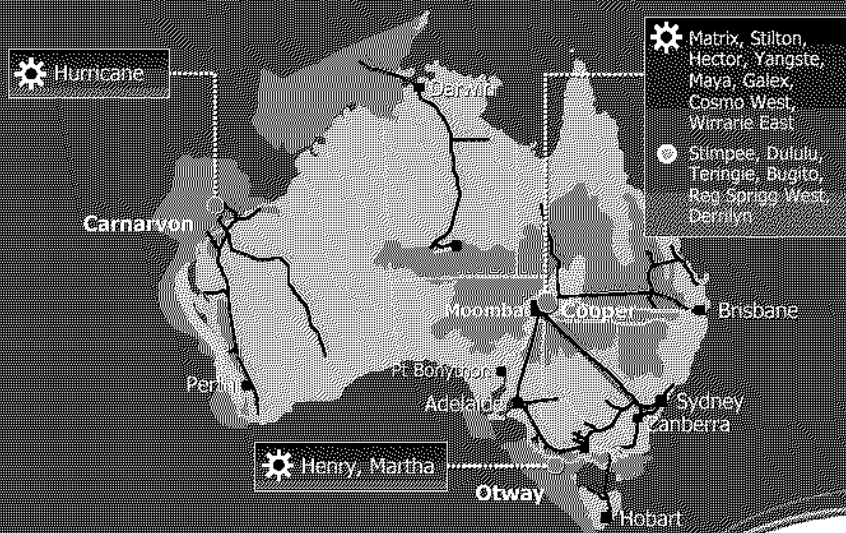 Hurricane
Matrix, Stilton,
Hector, Yangste,
Maya, Galex,
Cosmo West,
Wirrarie East
Stimpee, Dululu,
Teringie, Bugito,
Reg Sprigg West,
Derrilyn
Darwin
Carnarvon
Moomba
Cooper
Brisbane
Pt Bonython
Perth
Adelaide
Sydney
Canberra
Henry, Martha
Otway
Hobart